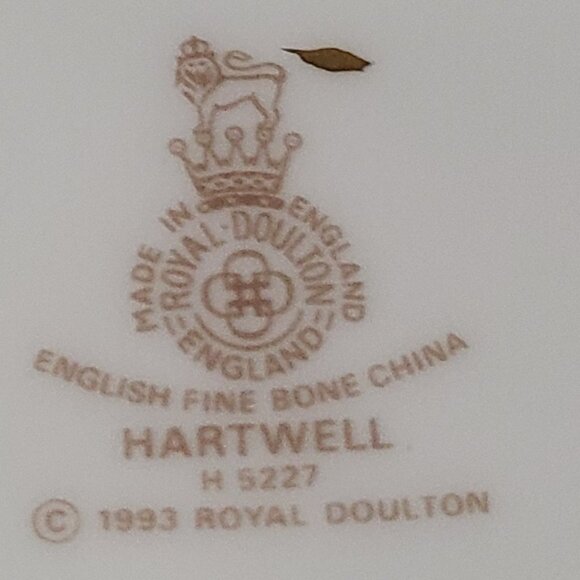 MADE IN ENGLAND
ROYAL·DOULTON
ENGLAND
ENGLISH FINE BONE CHINA
HARTWELL
H 5227
© 1993 ROYAL DOULTON